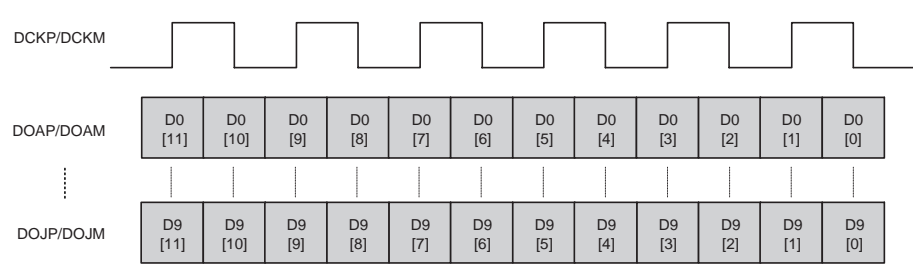 DCKP/DCKM
DOAP/DOAM
D0 D0 D0 D0 D0 D0 D0 D0 D0 D0 D0 D0
[11] [10] [9] [8] [7] [6] [5] [4] [3] [2] [1] [0]
DOJP/DOJM
D9 D9 D9 D9 D9 D9 D9 D9 D9 D9 D9 D9
[11] [10] [9] [8] [7] [6] [5] [4] [3] [2] [1] [0]